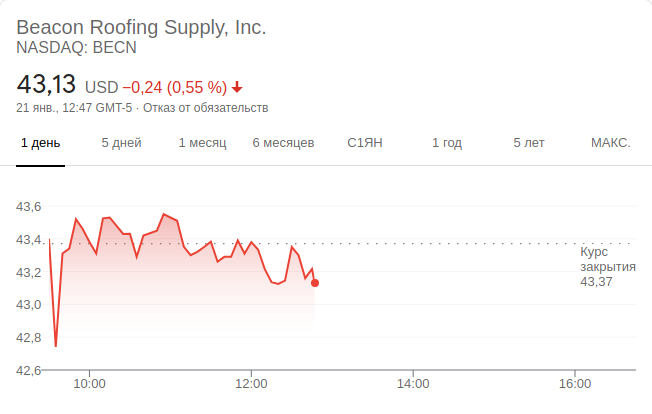 Beacon Roofing Supply, Inc.
NASDAQ: BECN
43,13 USD −0,24 (0,55 %)
21 янв., 12:47 GMT-5 · Отказ от обязательств
1 день 5 дней 1 месяц 6 месяцев С1ЯН 1 год 5 лет МАКС.
43,6
43,4
Курс
закрытия
43,37
43,2
43,0
42,8
42,6
10:00 12:00 14:00 16:00